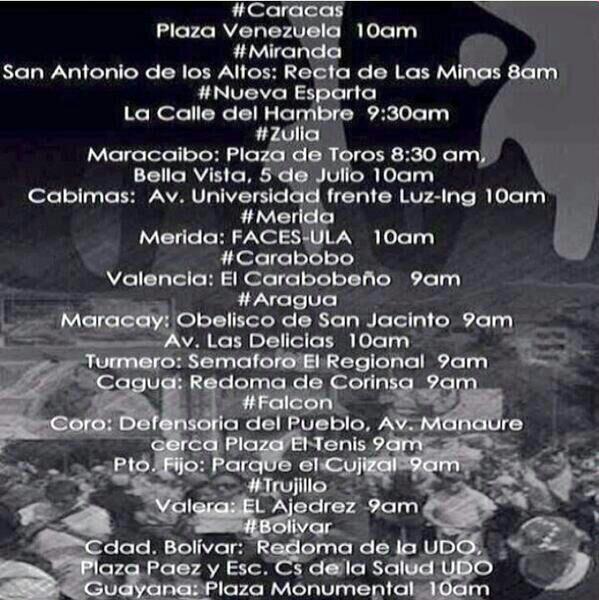 #Caracas
Plaza Venezuela 10am
#Miranda
San Antonio de los Altos: Recta de Las Minas 8am
#Nueva Esparta
La Calle del Hambre 9:30am
#Zulia
Maracaibo: Plaza de Toros 8:30 am,
Bella Vista, 5 de Julio 10am
Cabimas: Av. Universidad frente Luz-Ing 10am
#Merida
Merida: FACES-ULA 10am
#Carabobo
Valencia: El Carabobeño 9am
#Aragua
Maracay: Obelisco de San Jacinto 9am
Av. Las Delicias 10am
Turmero: Semaforo El Regional 9am
Cagua: Redoma de Corinsa 9am
#Falcon
Coro: Defensoria del Pueblo, Av. Manaure
cerca Plaza El Tenis 9am
Pto. Fijo: Parque el Cujizal 9am
#Trujillo
Valera: EL Ajedrez 9am
#Bolivar
Cdad. Bolívar: Redoma de la UDO,
Plaza Paez y Esc. Cs de la Salud UDO
Guayana: Plaza Monumental 10am